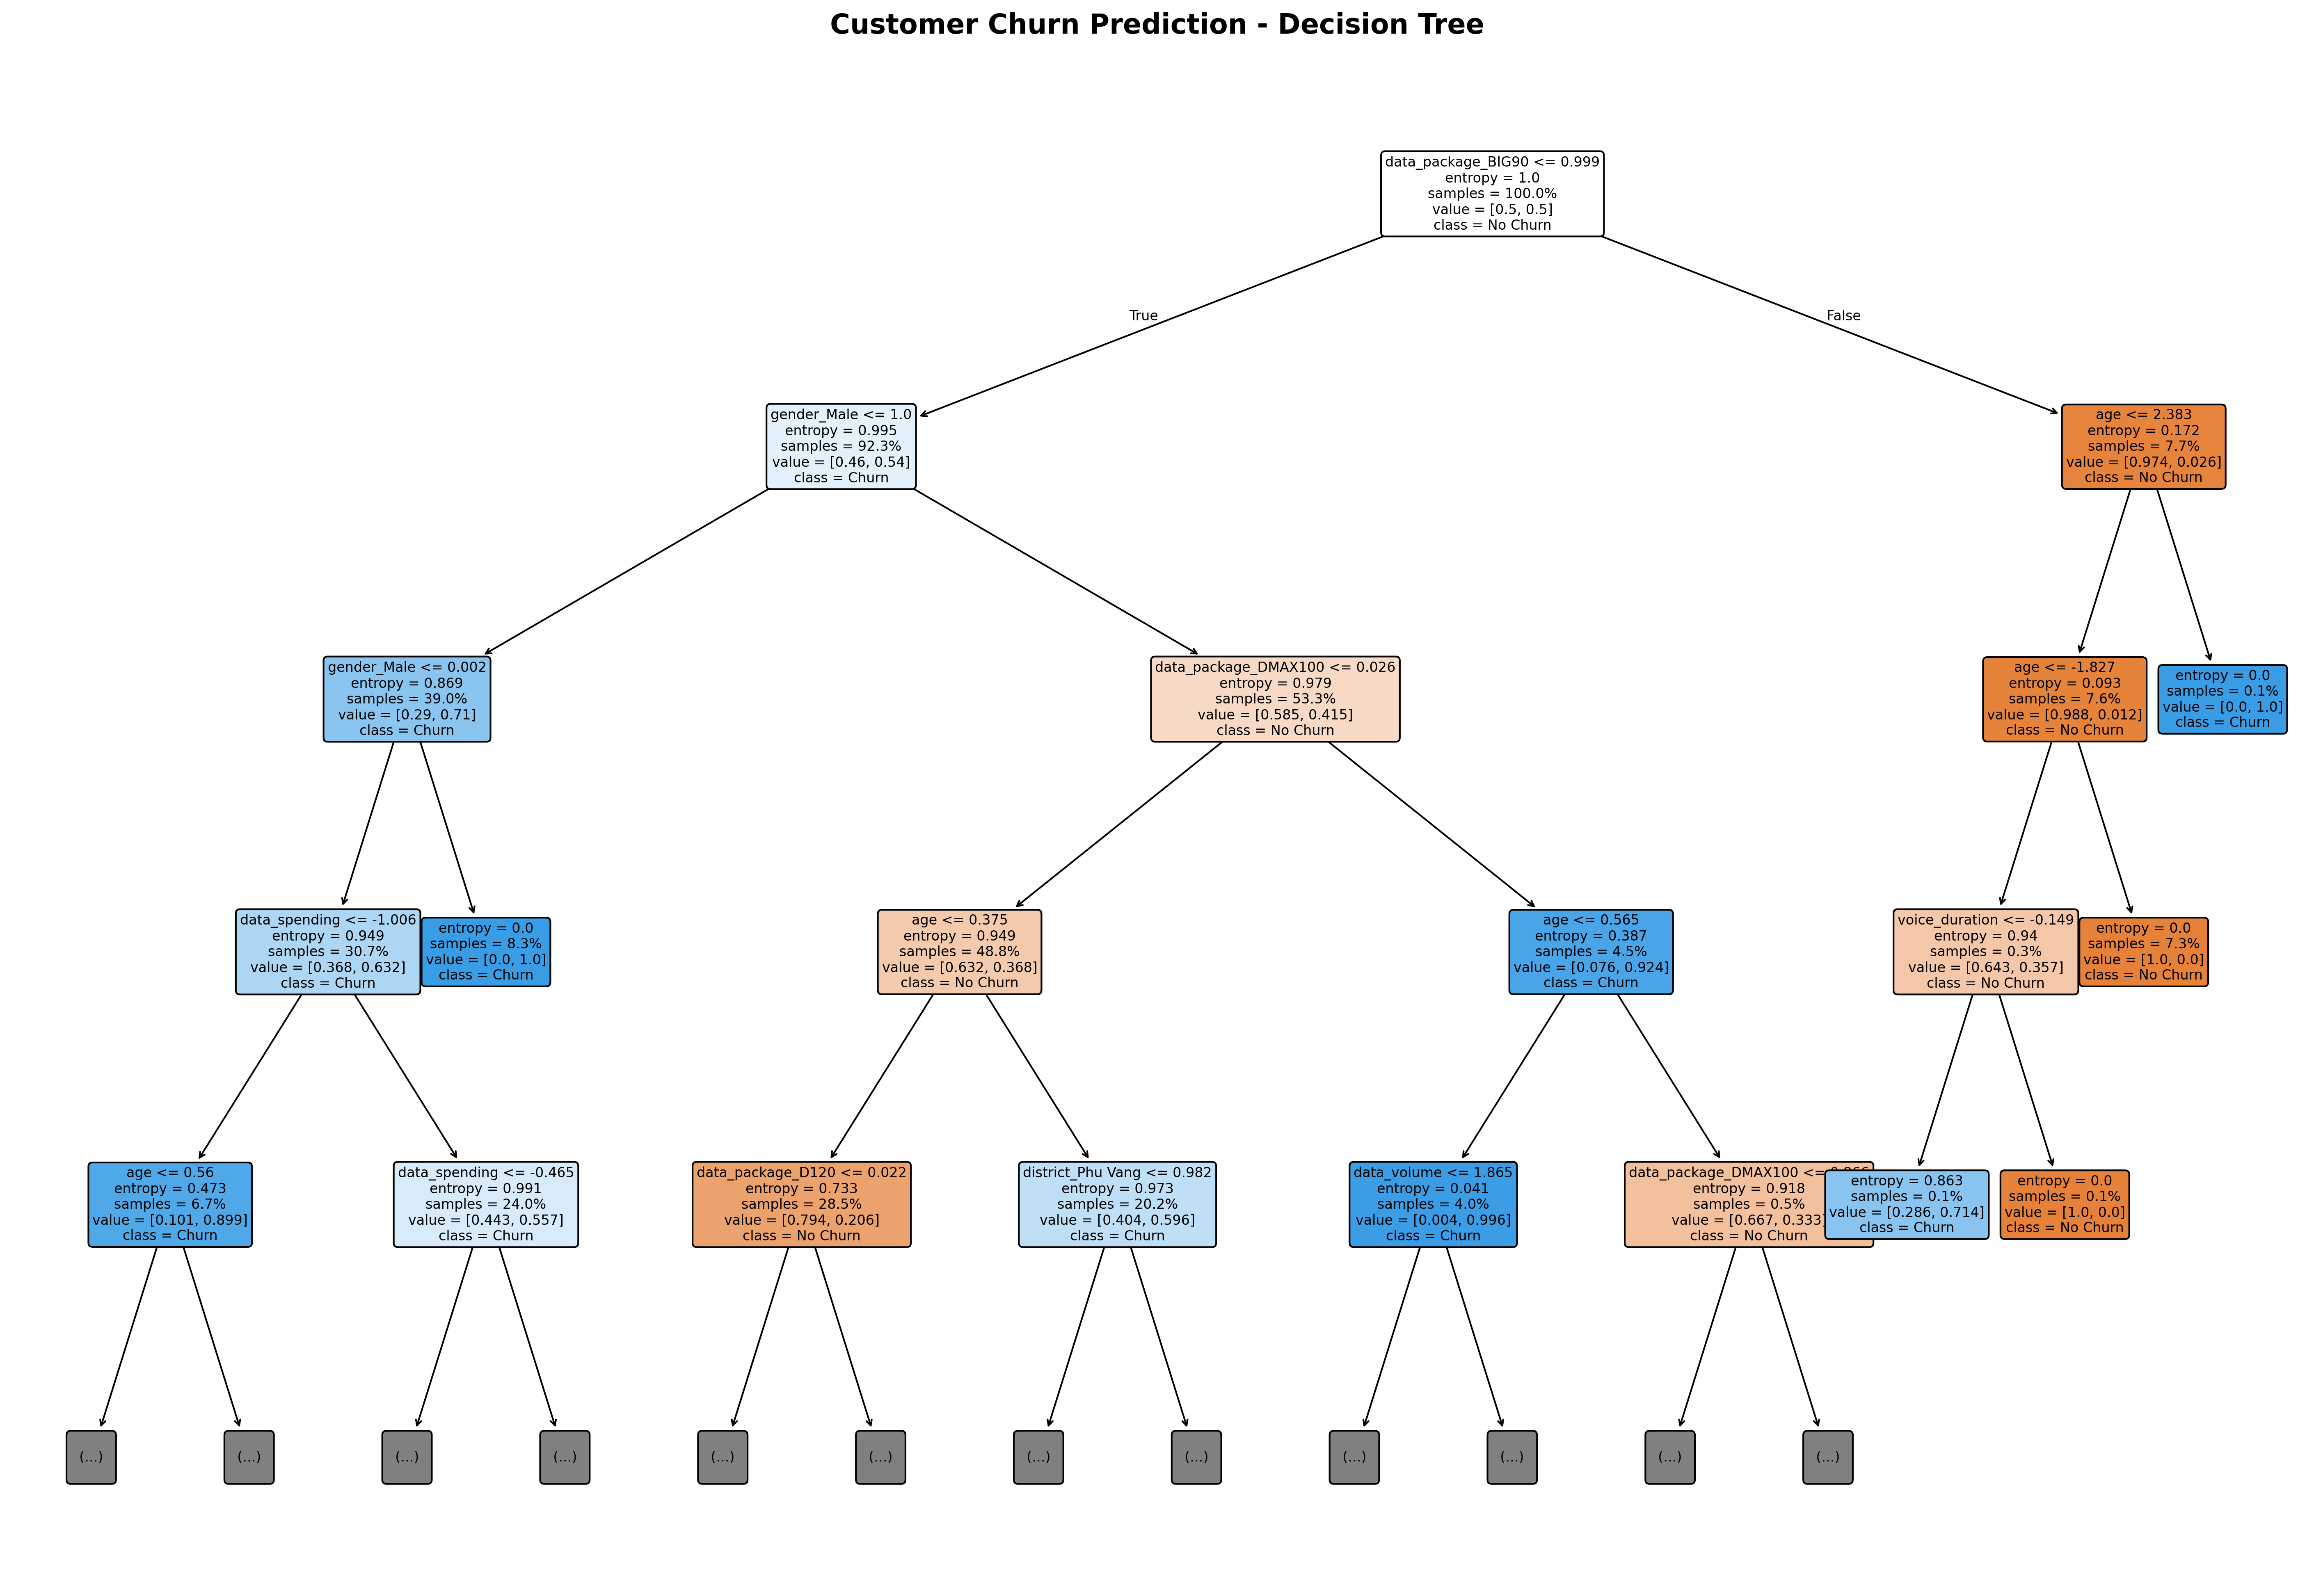 Customer Churn Prediction - Decision Tree
data_package_BIG90 <= 0.999
entropy = 1.0
samples = 100.0%
value = [0.5, 0.5]
class = No Churn
True
False
gender_Male <= 1.0
entropy = 0.995
samples = 92.3%
value = [0.46, 0.54]
class = Churn
age <= 2.383
entropy = 0.172
samples = 7.7%
value = [0.974, 0.026]
class = No Churn
gender_Male <= 0.002
entropy = 0.869
samples = 39.0%
value = [0.29, 0.71]
class = Churn
data_package_DMAX100 <= 0.026
entropy = 0.979
samples = 53.3%
value = [0.585, 0.415]
class = No Churn
age <= -1.827
entropy = 0.093
samples = 7.6%
value = [0.988, 0.012]
class = No Churn
entropy = 0.0
samples = 0.1%
value = [0.0, 1.0]
class = Churn
data_spending <= -1.006
entropy = 0.949
samples = 30.7%
value = [0.368, 0.632]
class = Churn
entropy = 0.0
samples = 8.3%
value = [0.0, 1.0]
class = Churn
age <= 0.375
entropy = 0.949
samples = 48.8%
value = [0.632, 0.368]
class = No Churn
age <= 0.565
entropy = 0.387
samples = 4.5%
value = [0.076, 0.924]
class = Churn
voice_duration <= -0.149
entropy = 0.94
samples = 0.3%
value = [0.643, 0.357]
class = No Churn
entropy = 0.0
samples = 7.3%
value = [1.0, 0.0]
class = No Churn
age <= 0.56
entropy = 0.473
samples = 6.7%
value = [0.101, 0.899]
class = Churn
data_spending <= -0.465
entropy = 0.991
samples = 24.0%
value = [0.443, 0.557]
class = Churn
data_package_D120 <= 0.022
entropy = 0.733
samples = 28.5%
value = [0.794, 0.206]
class = No Churn
district_Phu Vang <= 0.982
entropy = 0.973
samples = 20.2%
value = [0.404, 0.596]
class = Churn
data_volume <= 1.865
entropy = 0.041
samples = 4.0%
value = [0.004, 0.996]
class = Churn
data_package_DMAX100 <=
entropy = 0.918
samples = 0.5%
value = [0.667, 0.333]
class = No Churn
entropy = 0.863
samples = 0.1%
value = [0.286, 0.714]
class = Churn
entropy = 0.0
samples = 0.1%
value = [1.0, 0.0]
class = No Churn
(...)
(...)
(...)
(...)
(...)
(...)
(...)
(...)
(...)
(...)
(...)
(...)